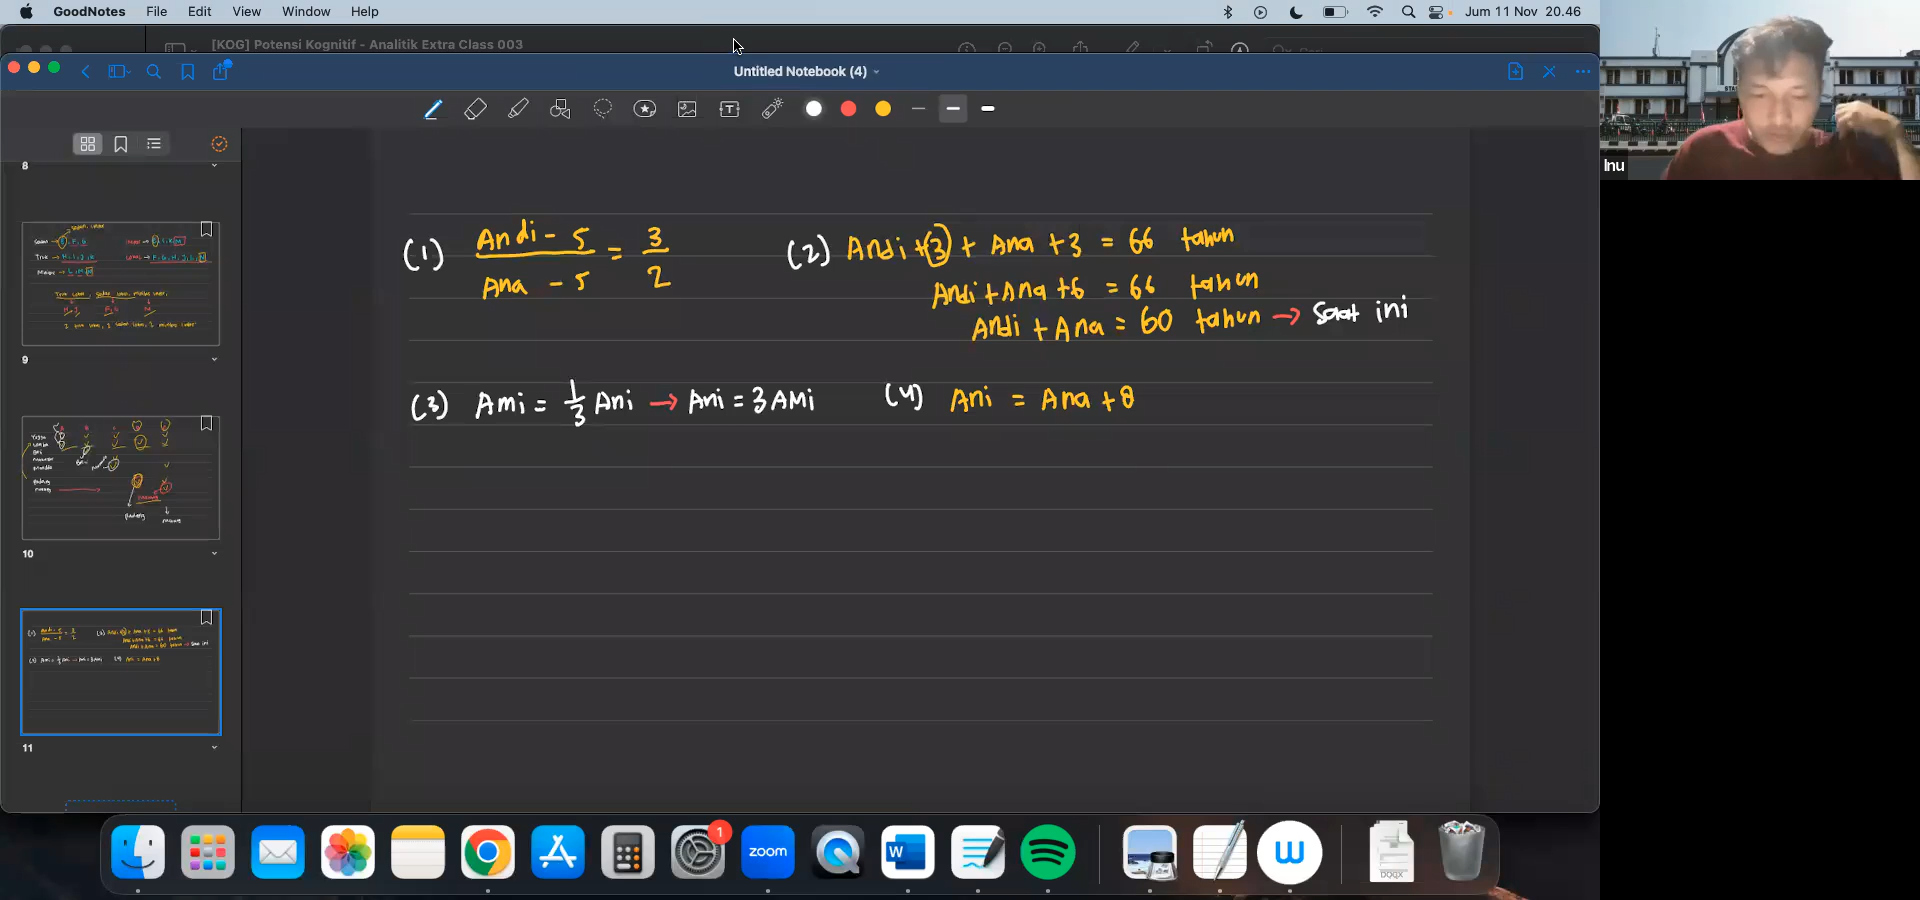 GoodNotes File Edit View Window Help
Jum 11 Nov 20.46
[KOG] Potensi Kognitif - Analitik Extra Class 003
Untitled Notebook (4)
8
9
10
11
(1) Andi - 5 / Ana - 5 = 3 / 2
(2) Andi + 3 + Ana + 3 = 66 tahun
Andi + Ana + 6 = 66 tahun
Andi + Ana = 60 tahun → saat ini
(3) Ami = 1/3 Ani → Ani = 3 AMi
(4) Ani = Ana + 8
Inu
1
zoom
W
DOCX